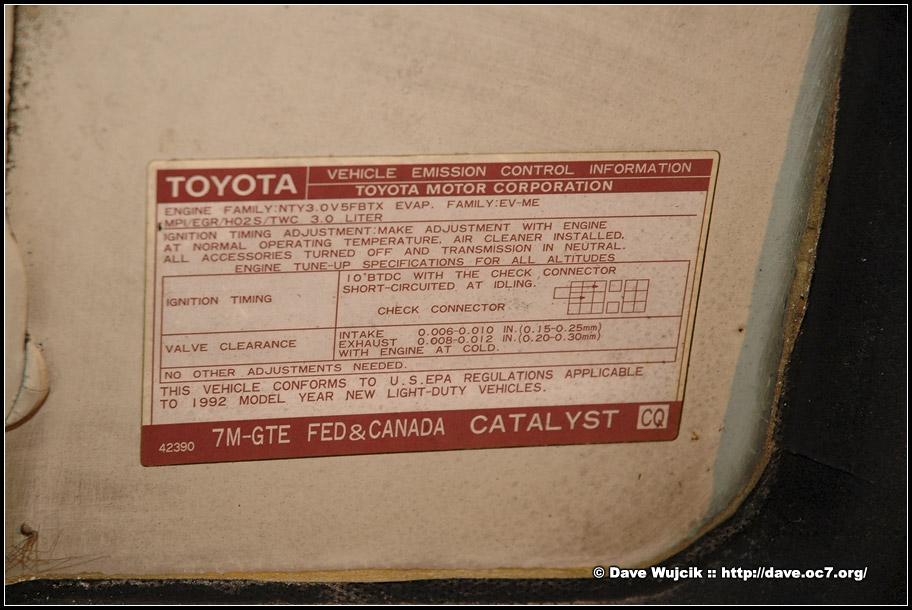 TOYOTA
VEHICLE EMISSION CONTROL INFORMATION
TOYOTA MOTOR CORPORATION
ENGINE FAMILY:NTY3.0V5FBTX EVAP. FAMILY:EV-ME
MPI/EGR/HO2S/TWC 3.0 LITER
IGNITION TIMING ADJUSTMENT:MAKE ADJUSTMENT WITH ENGINE
AT NORMAL OPERATING TEMPERATURE, AIR CLEANER INSTALLED,
ALL ACCESSORIES TURNED OFF AND TRANSMISSION IN NEUTRAL.
ENGINE TUNE-UP SPECIFICATIONS FOR ALL ALTITUDES
IGNITION TIMING
10°BTDC WITH THE CHECK CONNECTOR
SHORT-CIRCUITED AT IDLING.
CHECK CONNECTOR
VALVE CLEARANCE
INTAKE 0.006-0.010 IN.(0.15-0.25mm)
EXHAUST 0.008-0.012 IN.(0.20-0.30mm)
WITH ENGINE AT COLD.
NO OTHER ADJUSTMENTS NEEDED.
THIS VEHICLE CONFORMS TO U.S.EPA REGULATIONS APPLICABLE
TO 1992 MODEL YEAR NEW LIGHT-DUTY VEHICLES.
42390 7M-GTE FED&CANADA CATALYST CQ
© Dave Wujcik :: http://dave.oc7.org/